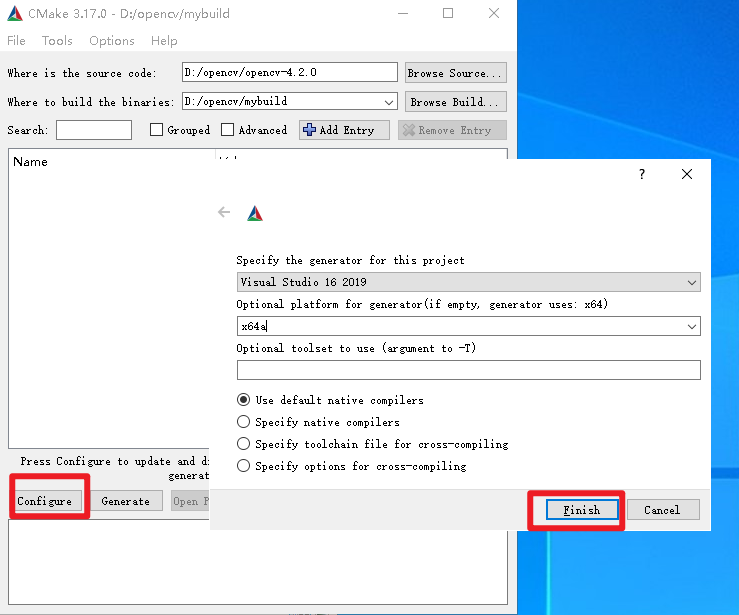 CMake 3.17.0 - D:/opencv/mybuild
File Tools Options Help
Where is the source code: D:/opencv/opencv-4.2.0 Browse Source...
Where to build the binaries: D:/opencv/mybuild Browse Build...
Search: Grouped Advanced Add Entry Remove Entry
Name
?
Specify the generator for this project
Visual Studio 16 2019
Optional platform for generator(if empty, generator uses: x64)
x64a
Optional toolset to use (argument to -T)
Use default native compilers
Specify native compilers
Specify toolchain file for cross-compiling
Specify options for cross-compiling
Press Configure to update and di
generat
Configure Generate Open P
Finish Cancel